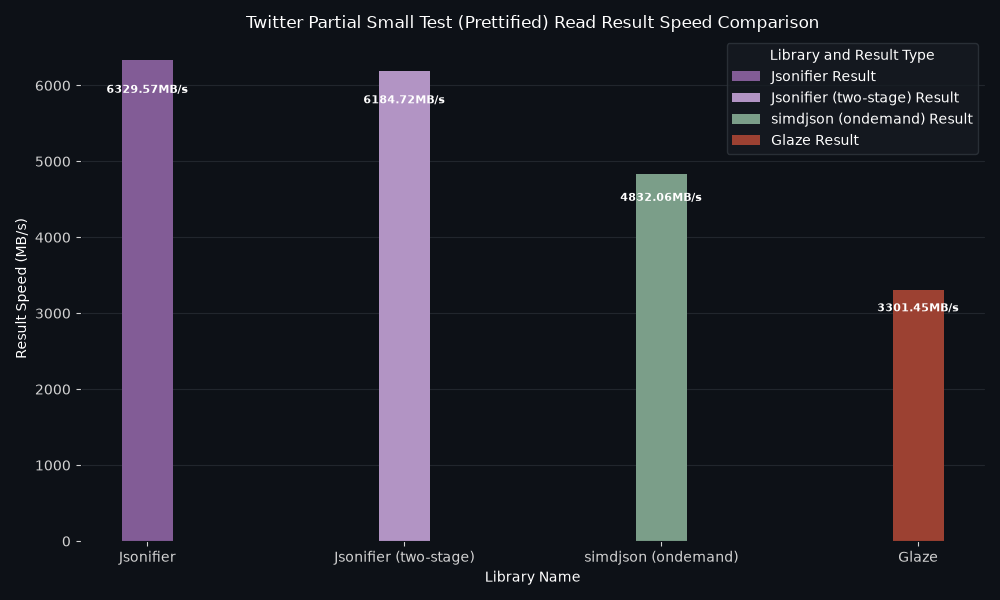 Twitter Partial Small Test (Prettified) Read Result Speed Comparison
Library and Result Type
Jsonifier Result
Jsonifier (two-stage) Result
simdjson (ondemand) Result
Glaze Result
6329.57MB/s
6184.72MB/s
4832.06MB/s
3301.45MB/s
Result Speed (MB/s)
6000
5000
4000
3000
2000
1000
0
Jsonifier
Jsonifier (two-stage)
simdjson (ondemand)
Glaze
Library Name